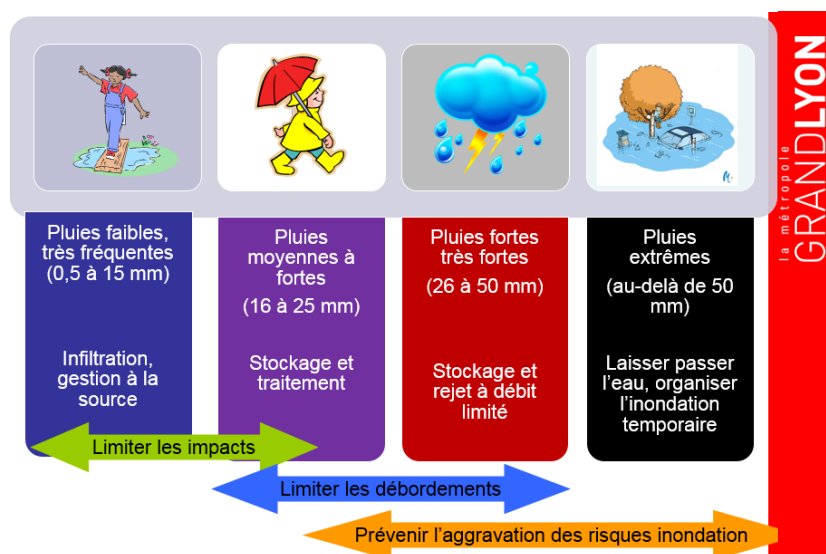 Pluies faibles,
très fréquentes
(0,5 à 15 mm)
Infiltration,
gestion à la
source
Pluies
moyennes à
fortes
(16 à 25 mm)
Stockage et
traitement
Pluies fortes
très fortes
(26 à 50 mm)
Stockage et
rejet à débit
limité
Pluies
extrêmes
(au-delà de 50
mm)
Laisser passer
l’eau, organiser
l’inondation
temporaire
Limiter les impacts
Limiter les débordements
Prévenir l’aggravation des risques inondation
la métropole
GRANDLYON